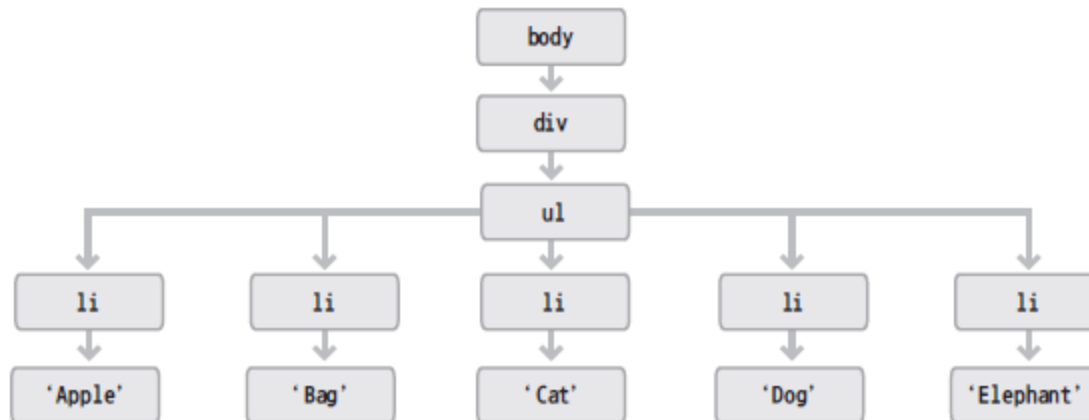 body
div
ul
li li li li li
‘Apple’ ‘Bag’ ‘Cat’ ‘Dog’ ‘Elephant’